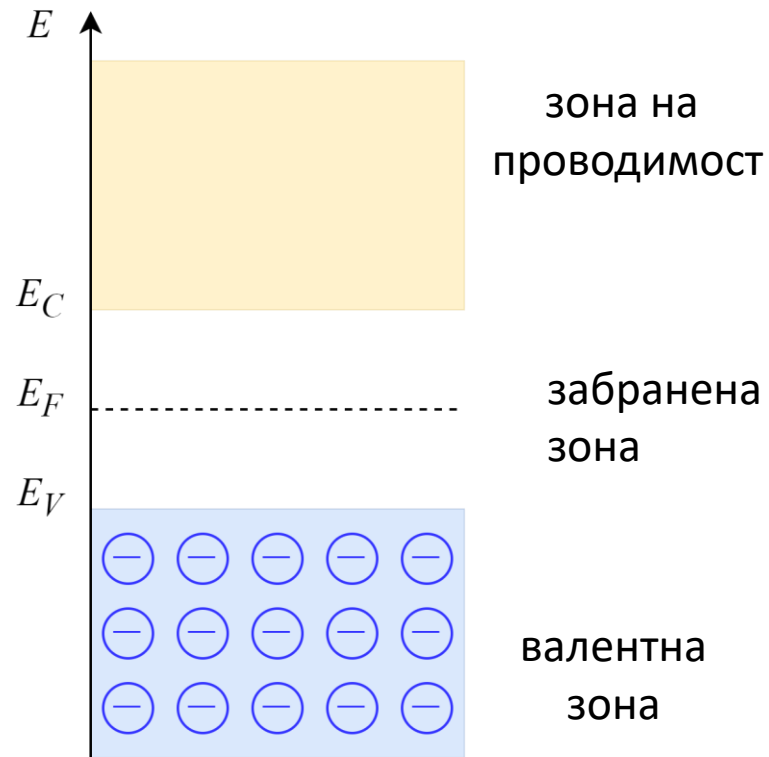 E
зона на
проводимост
E_C
E_F
забранена
зона
E_V
валентна
зона